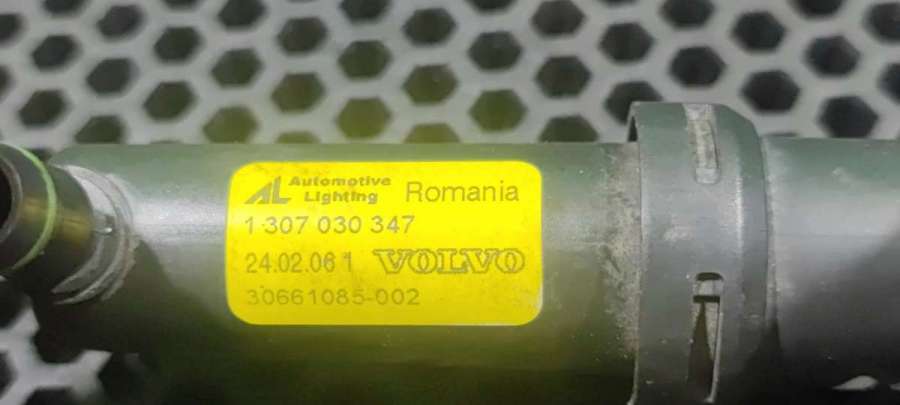 AL Automotive Lighting Romania
1 307 030 347
24.02.06 1 VOLVO
30661085-002